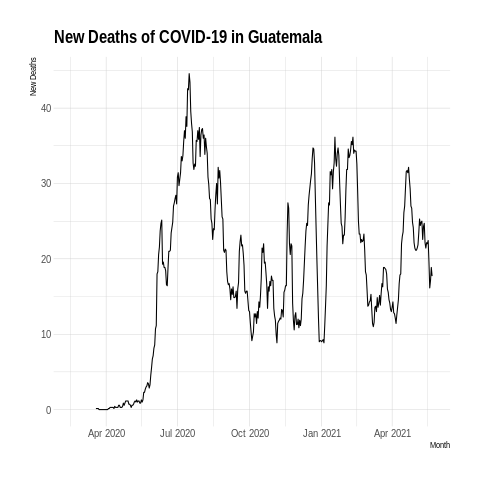 New Deaths of COVID-19 in Guatemala
New Deaths
40
30
20
10
0
Apr 2020 Jul 2020 Oct 2020 Jan 2021 Apr 2021
Month